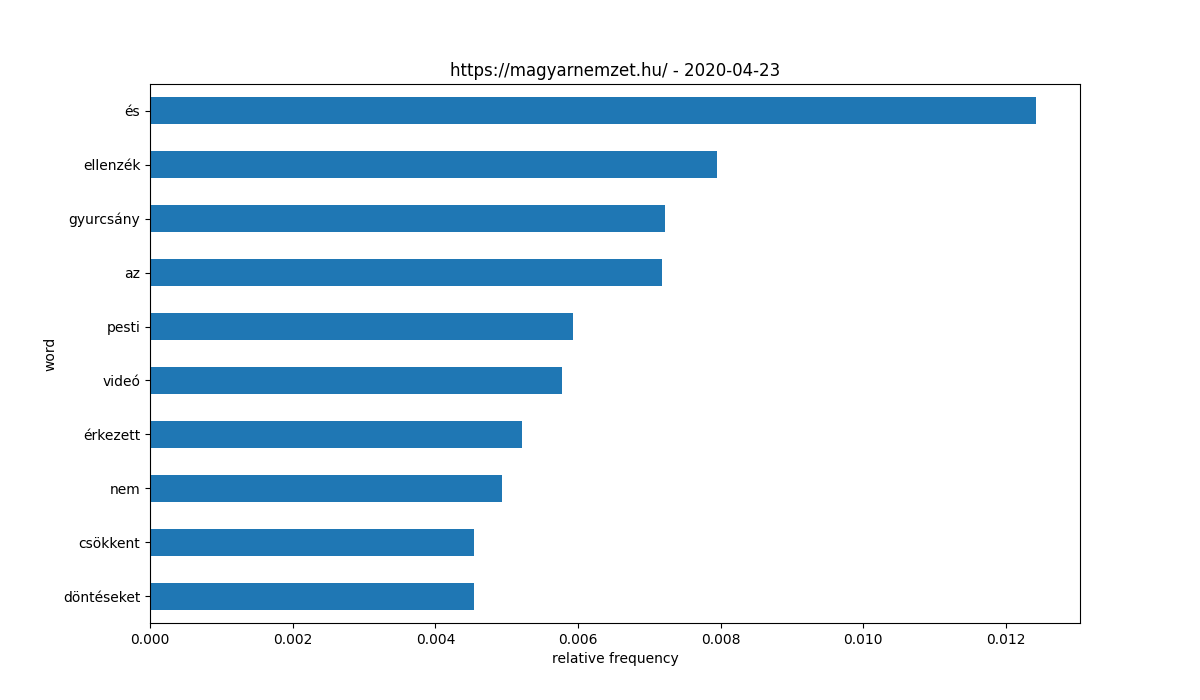 https://magyarnemzet.hu/ - 2020-04-23
és
ellenzék
gyurcsány
az
pesti
videó
érkezett
nem
csökkent
döntéseket
word
0.000 0.002 0.004 0.006 0.008 0.010 0.012
relative frequency